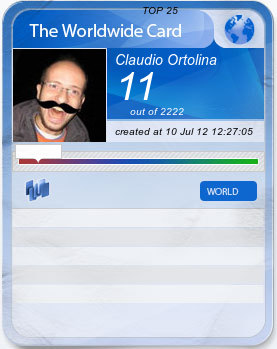 TOP 25
The Worldwide Card
Claudio Ortolina
11
out of 2222
created at 10 Jul 12 12:27:05
WORLD